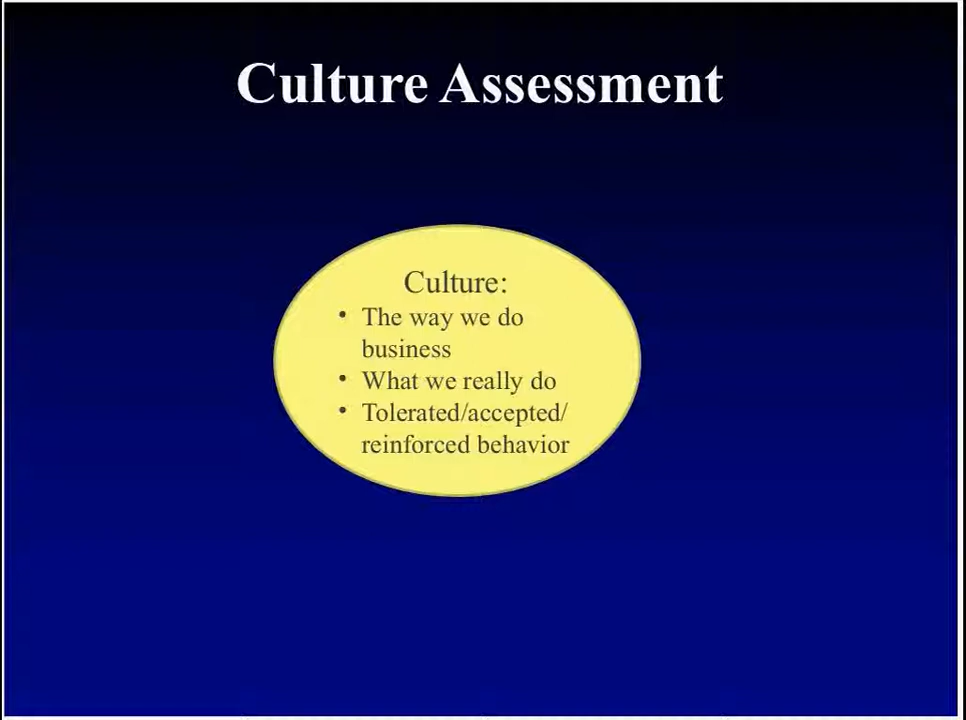 Culture Assessment
Culture:
• The way we do
business
• What we really do
• Tolerated/accepted/
reinforced behavior